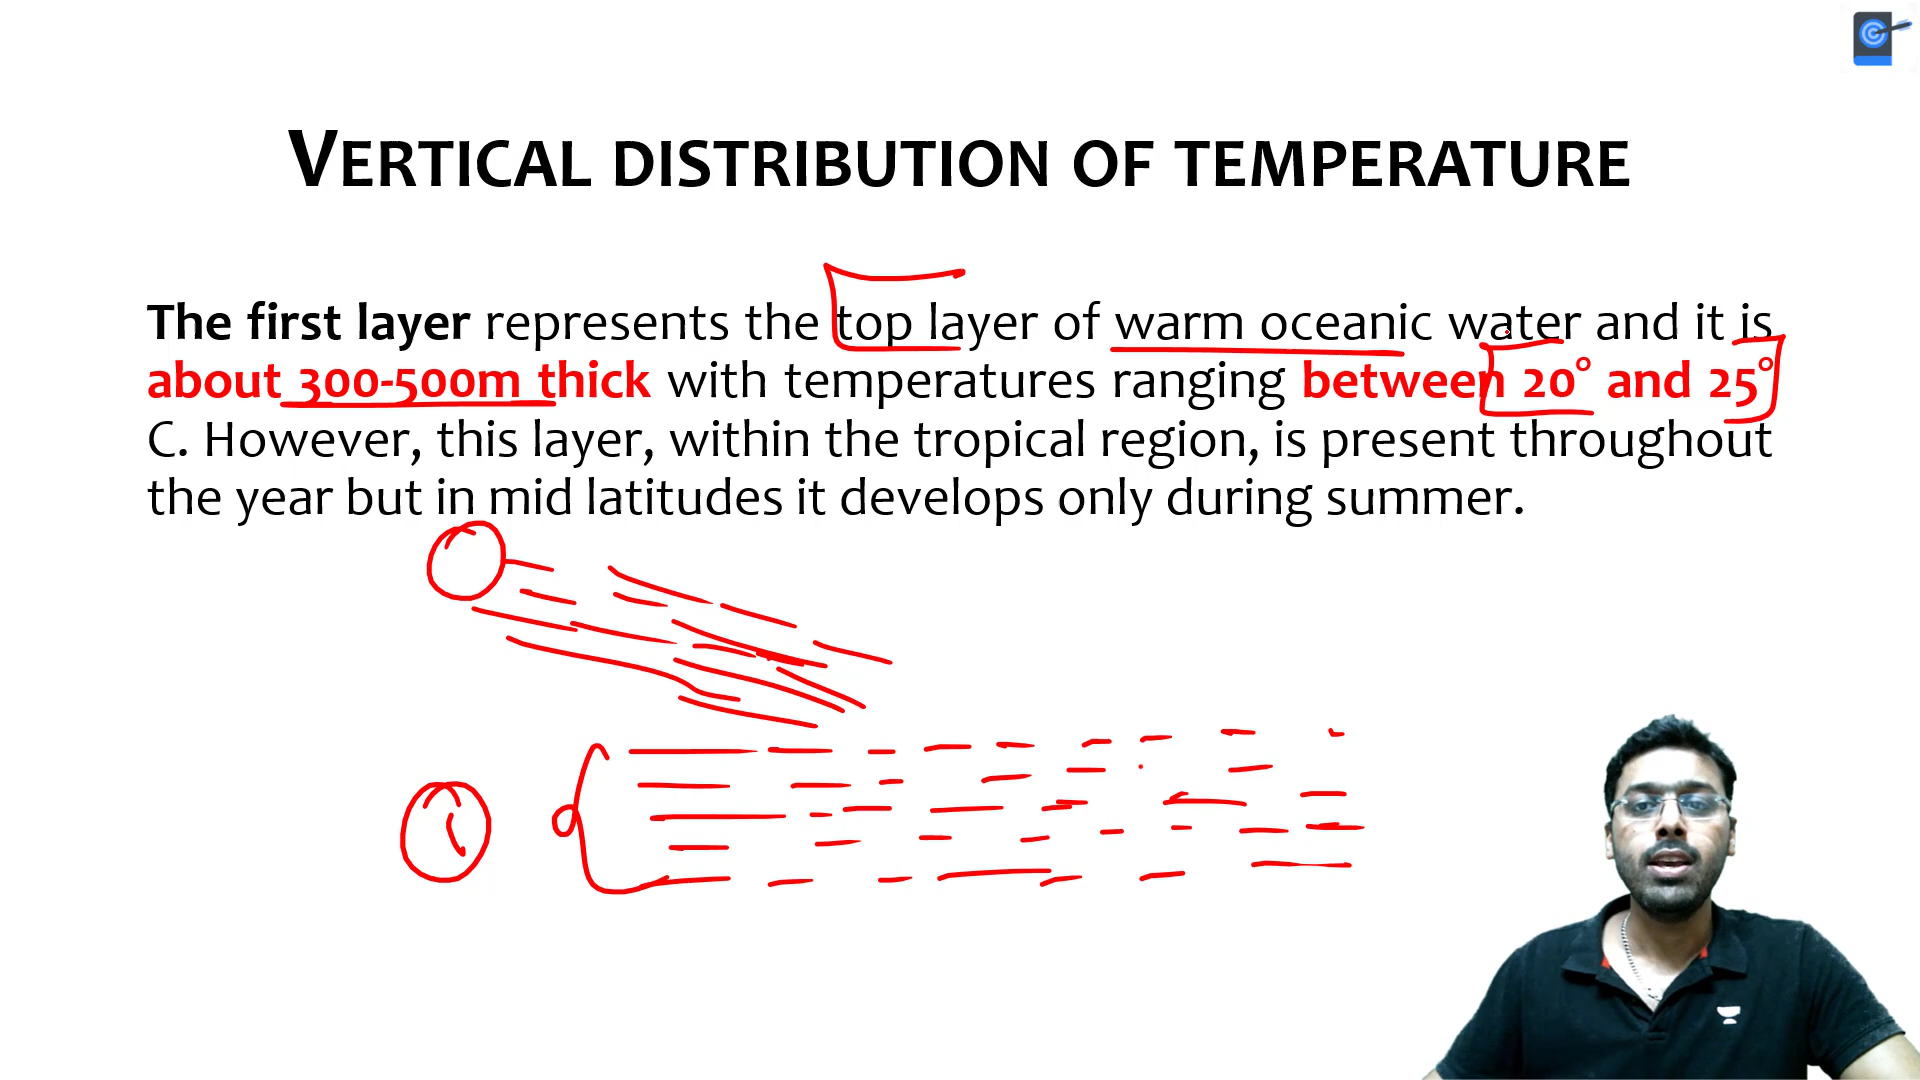 VERTICAL DISTRIBUTION OF TEMPERATURE
The first layer represents the top layer of warm oceanic water and it is
about 300-500m thick with temperatures ranging between 20° and 25°
C. However, this layer, within the tropical region, is present throughout
the year but in mid latitudes it develops only during summer.